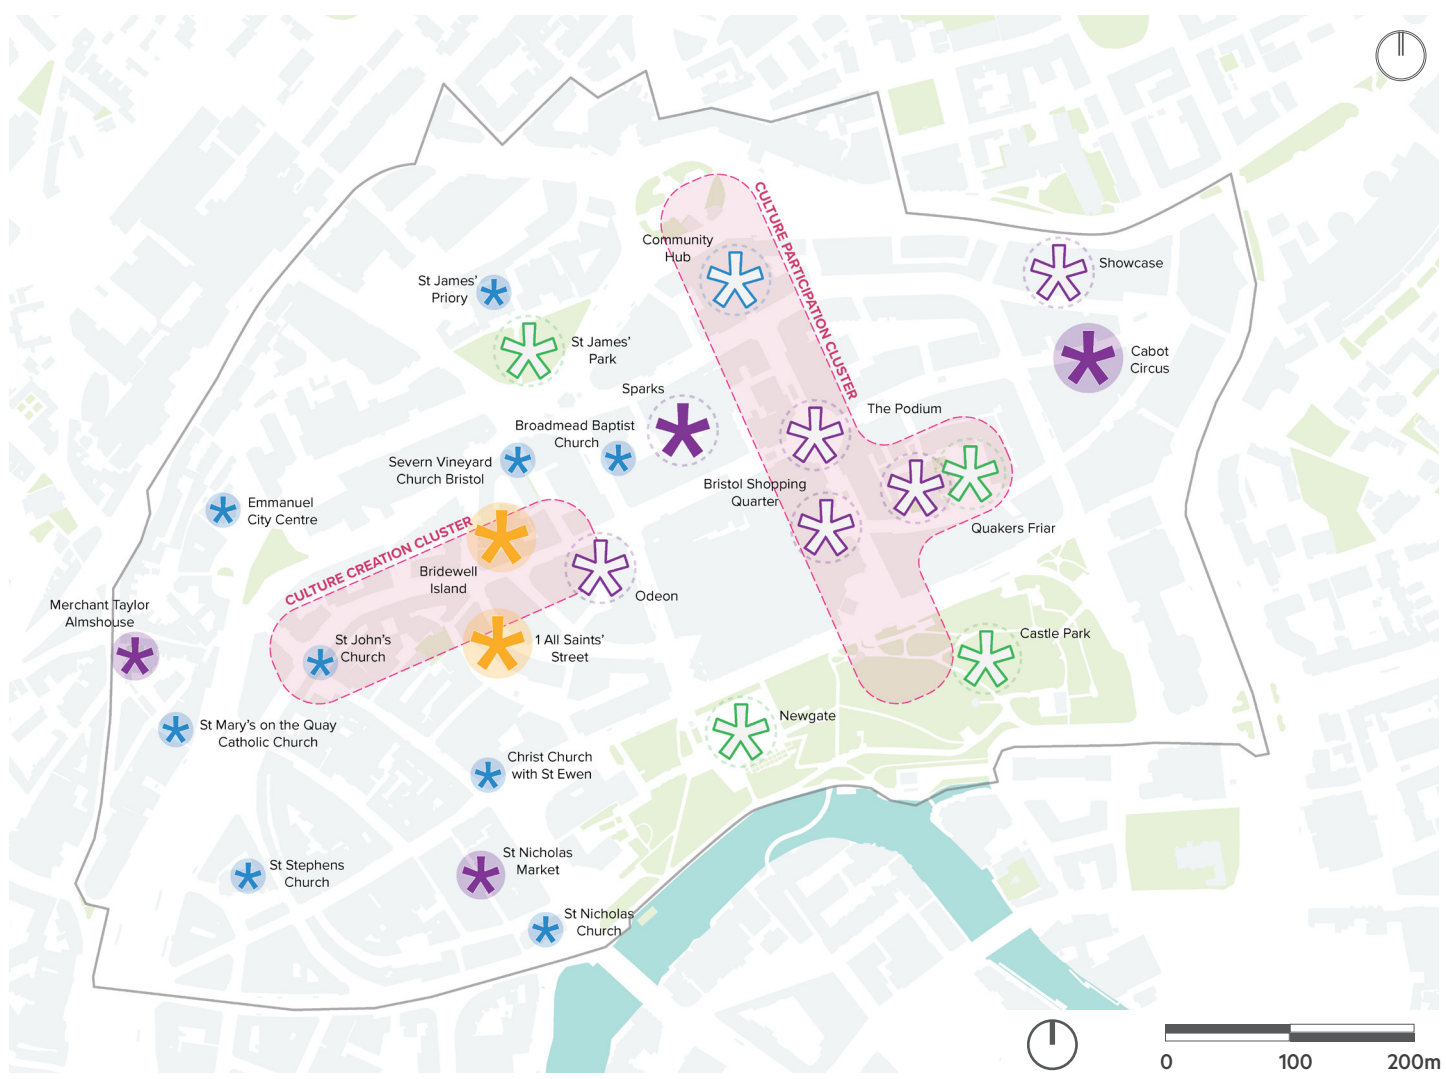 CULTURE PARTICIPATION CLUSTER
Community
Hub
Showcase
St James’
Priory
St James’
Park
Cabot
Circus
Sparks
The Podium
Broadmead Baptist
Church
Severn Vineyard
Church Bristol
Bristol Shopping
Quarter
Emmanuel
City Centre
Quakers Friar
CULTURE CREATION CLUSTER
Bridewell
Island
Odeon
Merchant Taylor
Almshouse
St John’s
Church
1 All Saints’
Street
Castle Park
St Mary’s on the Quay
Catholic Church
Newgate
Christ Church
with St Ewen
St Nicholas
Market
St Stephens
Church
St Nicholas
Church
0 100 200m